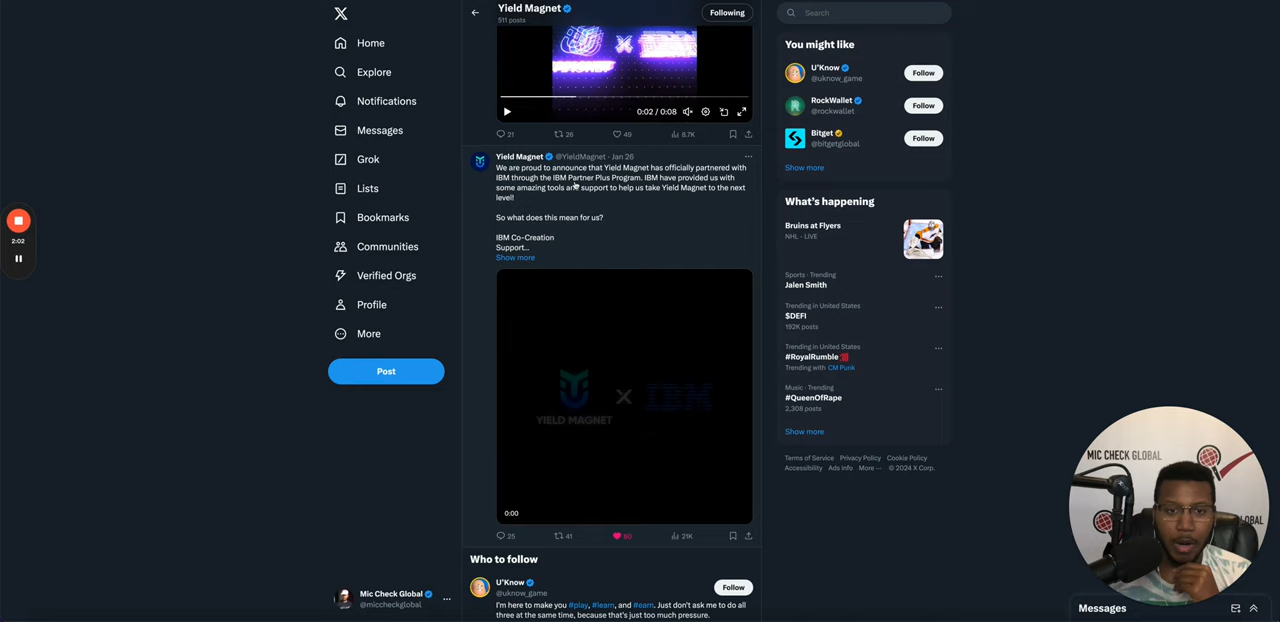 Home
Explore
Notifications
Messages
Grok
Lists
Bookmarks
Communities
Verified Orgs
Profile
More
Post
Mic Check Global
@miccheckglobal
2:02
Yield Magnet
511 posts
Following
0:02 / 0:08
21 26 49 8.7K
Yield Magnet @YieldMagnet · Jan 26
We are proud to announce that Yield Magnet has officially partnered with
IBM through the IBM Partner Plus Program. IBM have provided us with
some amazing tools and support to help us take Yield Magnet to the next
level!
So what does this mean for us?
IBM Co-Creation
Support...
Show more
YIELD MAGNET X IBM
0:00
25 41 60 21K
Who to follow
U'Know
@uknow_game
Follow
I'm here to make you #play, #learn, and #earn. Just don't ask me to do all
three at the same time, because that's just too much pressure.
Search
You might like
U'Know
@uknow_game
Follow
RockWallet
@rockwallet
Follow
Bitget
@bitgetglobal
Follow
Show more
What's happening
Bruins at Flyers
NHL · LIVE
Sports · Trending
Jalen Smith
Trending in United States
$DEFI
192K posts
Trending in United States
#RoyalRumble
Trending with CM Punk
Music · Trending
#QueenOfRape
2,308 posts
Show more
Terms of Service Privacy Policy Cookie Policy
Accessibility Ads info More ··· © 2024 X Corp.
MIC CHECK GLOBAL
Messages